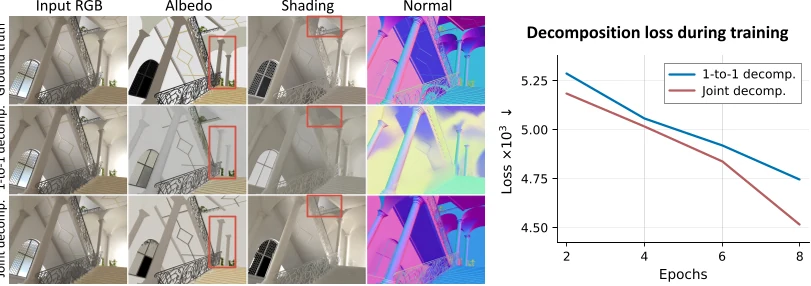 Input RGB
Albedo
Shading
Normal
Ground truth
1-to-1 decomp.
Joint decomp.
Decomposition loss during training
1-to-1 decomp.
Joint decomp.
Loss ×10³ ↓
5.25
5.00
4.75
4.50
2
4
6
8
Epochs